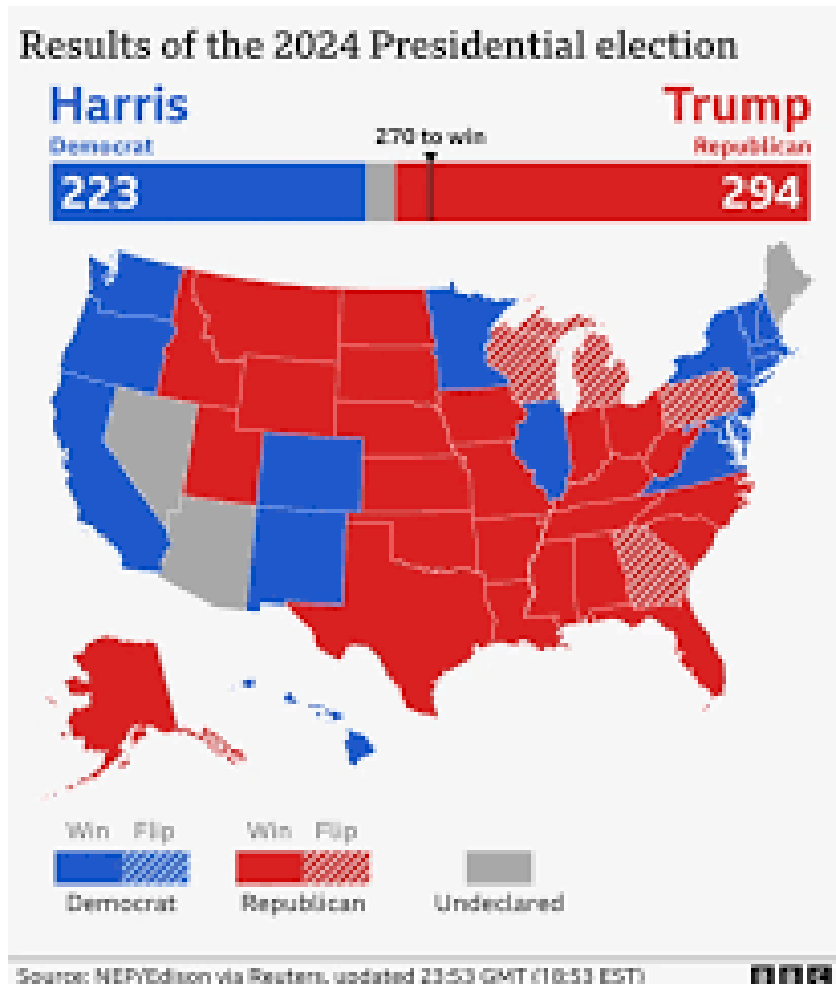 Results of the 2024 Presidential election
Harris
Trump
Democrat
270 to win
Republican
223
294
Win Flip
Win Flip
Democrat
Republican
Undeclared
Source: NEP/Edison via Reuters, updated 23:53 GMT (18:53 EST)
BBC